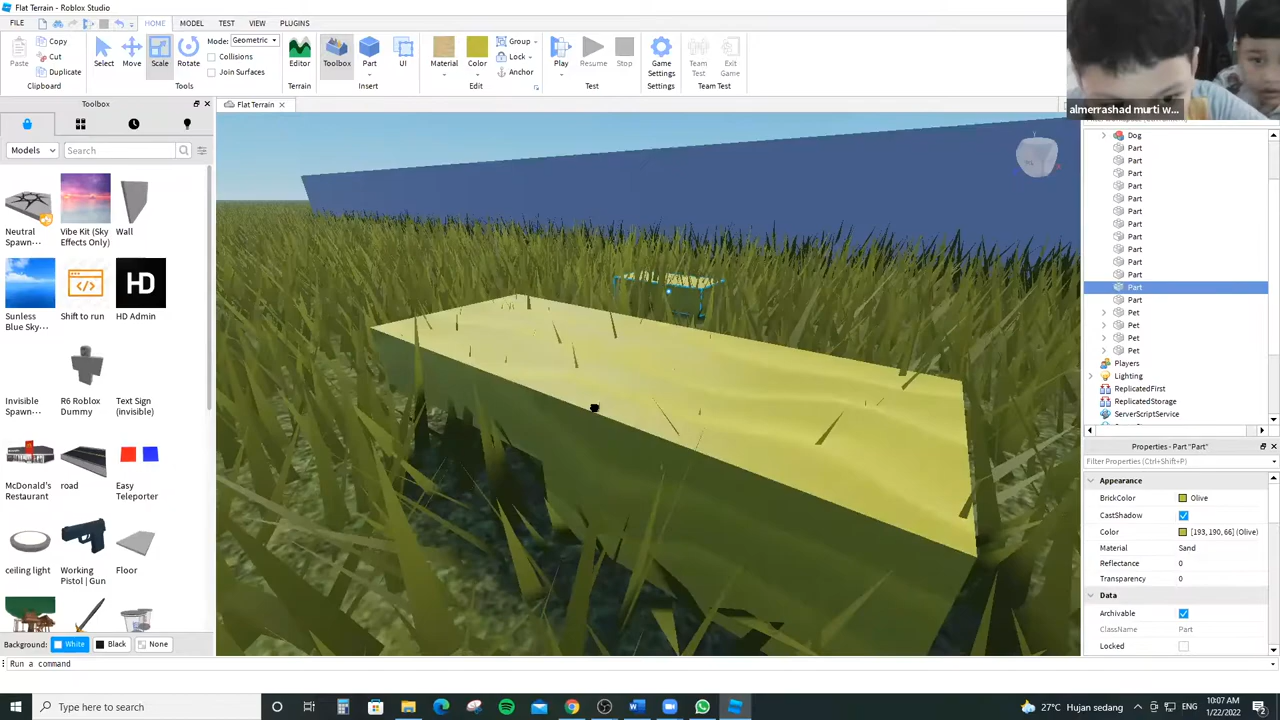 Flat Terrain - Roblox Studio
FILE HOME MODEL TEST VIEW PLUGINS
Paste Copy Cut Duplicate Clipboard
Select Move Scale Rotate Mode: Geometric Collisions Join Surfaces Tools
Editor Terrain
Toolbox Part UI Insert
Material Color Group Lock Anchor Edit
Play Resume Stop Test
Game Settings Settings
Team Test Exit Game Team Test
almerrashad murti w...
Toolbox
Flat Terrain
Models Search
Neutral Spawn-... Vibe Kit (Sky Effects Only) Wall
Sunless Blue Sky-... Shift to run HD Admin
HD
Invisible Spawn-... R6 Roblox Dummy Text Sign (invisible)
McDonald's Restaurant road Easy Teleporter
ceiling light Working Pistol | Gun Floor
Background: White Black None
Run a command
Dog
Part
Part
Part
Part
Part
Part
Part
Part
Part
Part
Part
Part
Part
Pet
Pet
Pet
Pet
Players
Lighting
ReplicatedFirst
ReplicatedStorage
ServerScriptService
Properties - Part "Part"
Filter Properties (Ctrl+Shift+P)
Appearance
BrickColor Olive
CastShadow
Color [193, 190, 66] (Olive)
Material Sand
Reflectance 0
Transparency 0
Data
Archivable
ClassName Part
Locked
Type here to search
27°C Hujan sedang
ENG
10:07 AM
1/22/2022